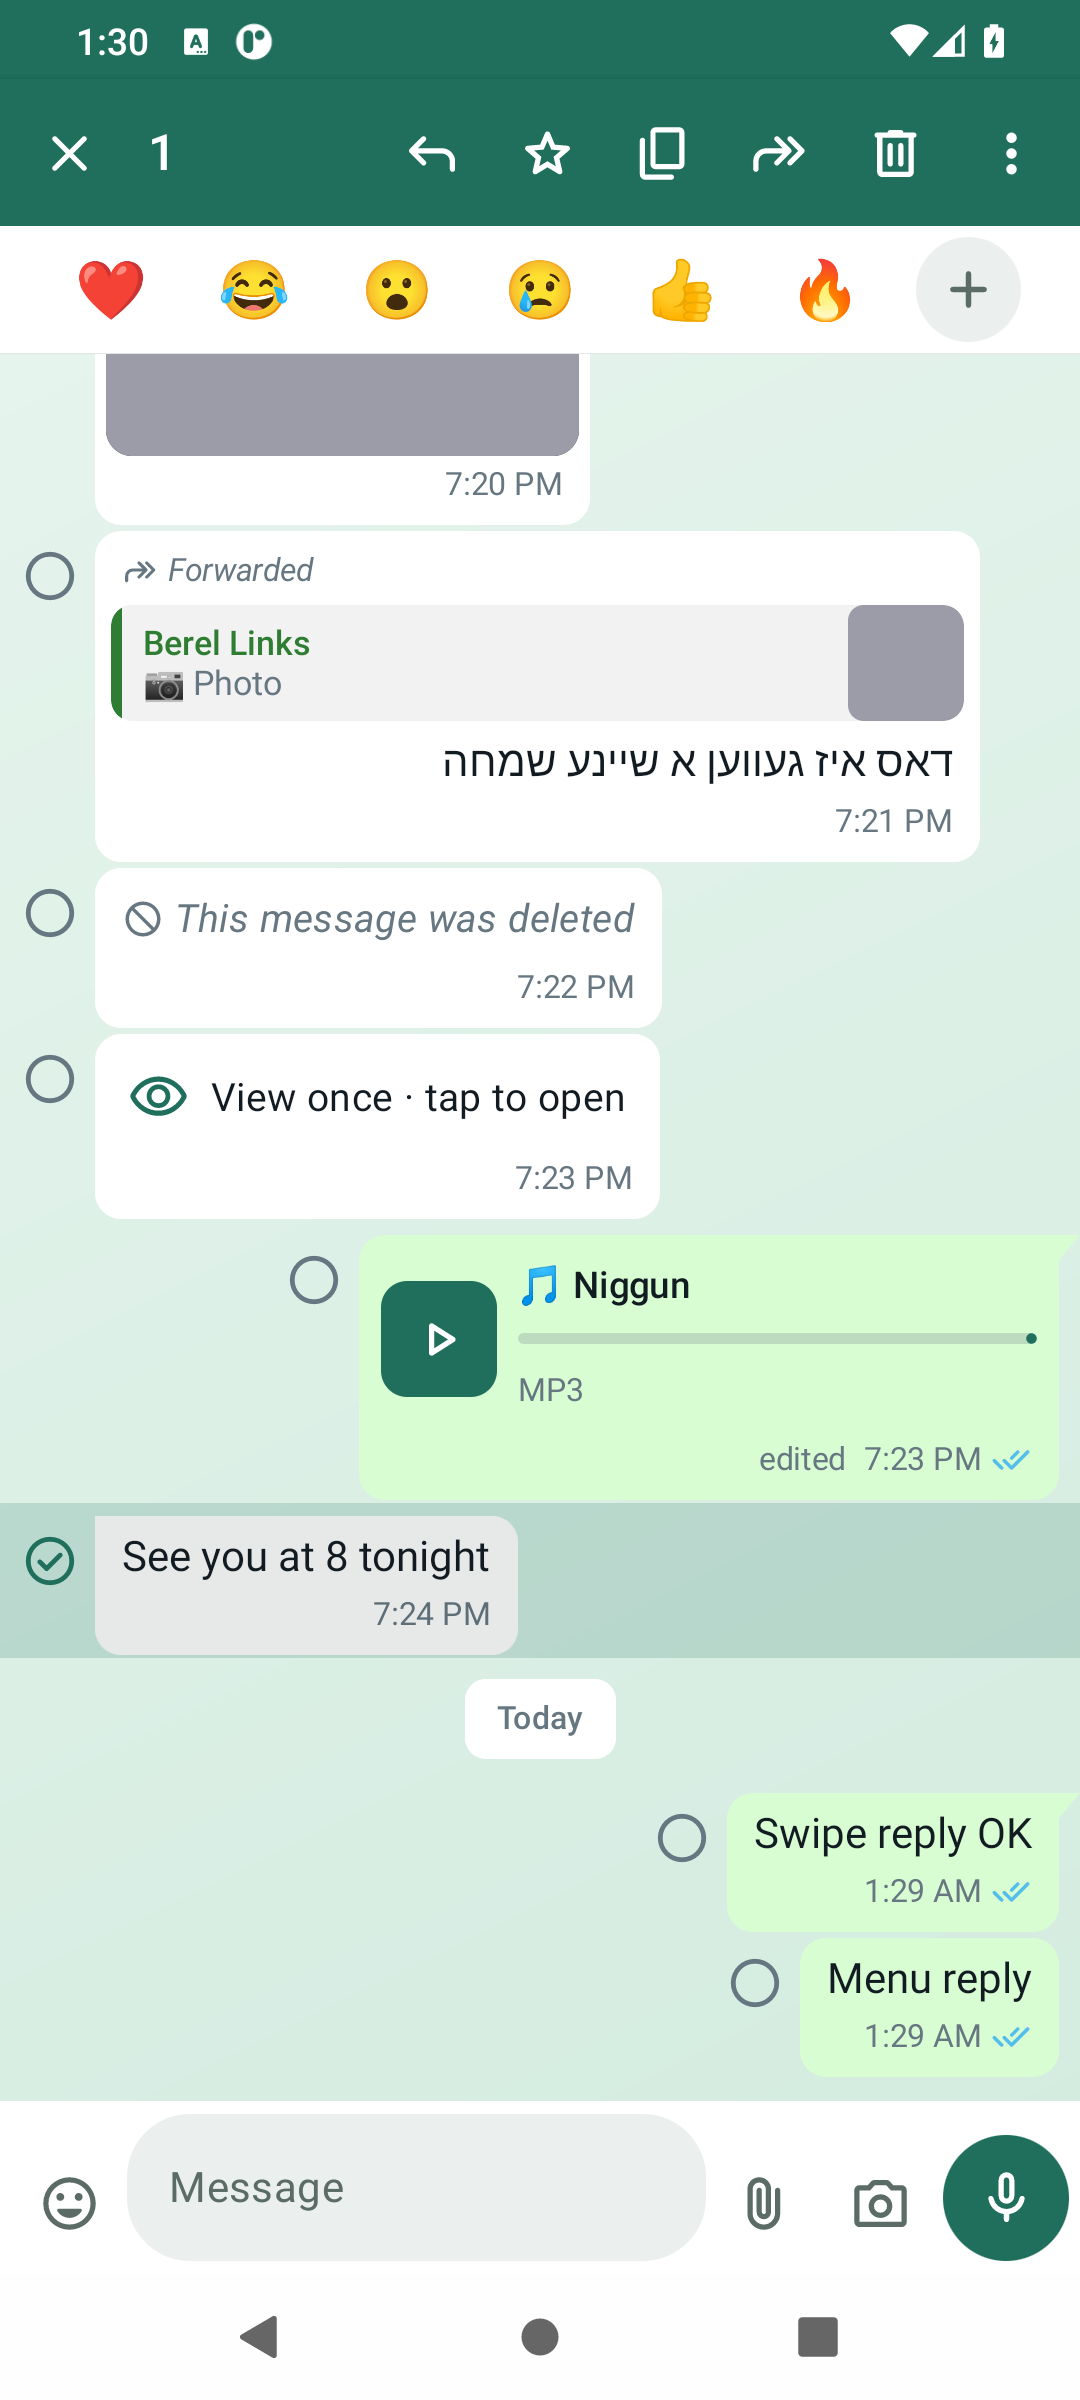 1:30
1
7:20 PM
Forwarded
Berel Links
📷 Photo
דאס איז געווען א שיינע שמחה
7:21 PM
This message was deleted
7:22 PM
View once · tap to open
7:23 PM
🎵 Niggun
MP3
edited 7:23 PM
See you at 8 tonight
7:24 PM
Today
Swipe reply OK
1:29 AM
Menu reply
1:29 AM
Message